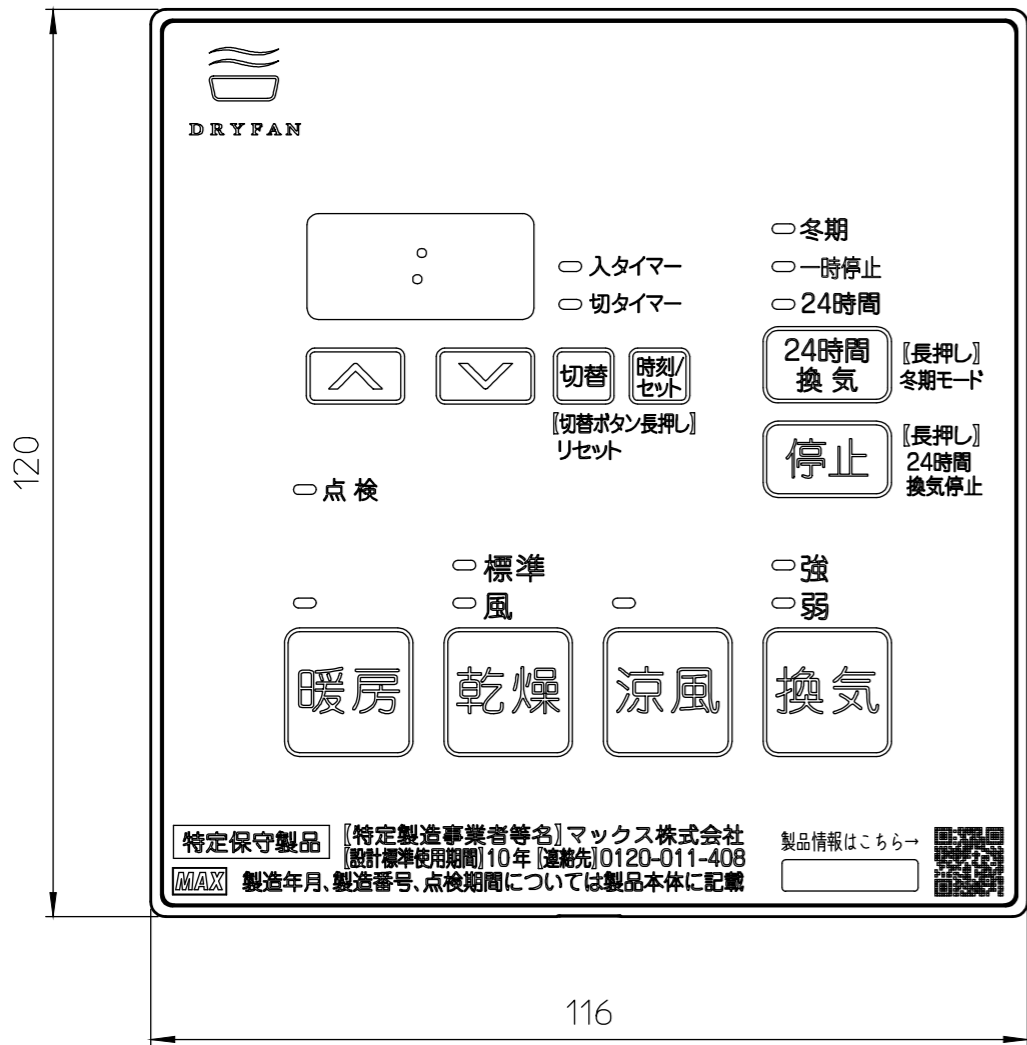 DRYFAN
冬期
入タイマー
一時停止
切タイマー
24時間
切替
時刻/
セット
24時間
換気
〖長押し〗
冬期モード
〖切替ボタン長押し〗
リセット
停止
〖長押し〗
24時間
換気停止
点検
標準
風
強
弱
暖房
乾燥
涼風
換気
特定保守製品
〖特定製造事業者等名〗マックス株式会社
〖設計標準使用期間〗10年〖連絡先〗0120-011-408
MAX 製造年月、製造番号、点検期間については製品本体に記載
製品情報はこちら→
120
116